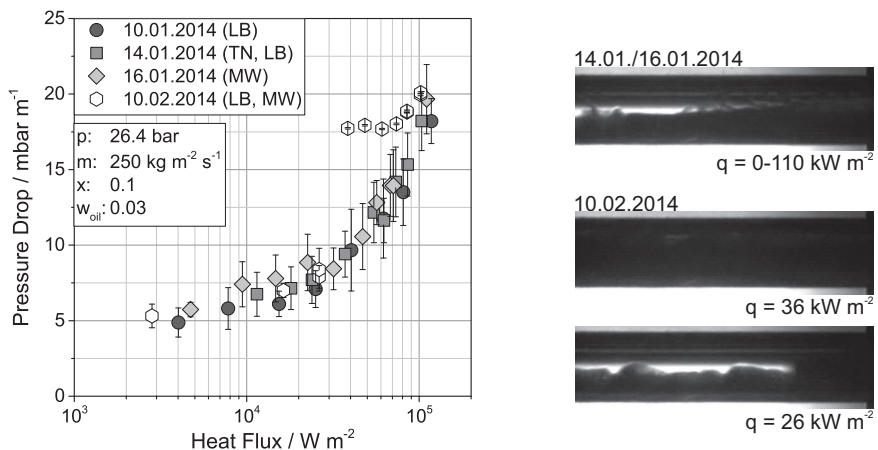 25
20
15
10
5
0
Pressure Drop / mbar m⁻¹
10.01.2014 (LB)
14.01.2014 (TN, LB)
16.01.2014 (MW)
10.02.2014 (LB, MW)
p: 26.4 bar
m: 250 kg m⁻² s⁻¹
x: 0.1
w_oil: 0.03
10³ 10⁴ 10⁵
Heat Flux / W m⁻²
14.01./16.01.2014
q = 0-110 kW m⁻²
10.02.2014
q = 36 kW m⁻²
q = 26 kW m⁻²